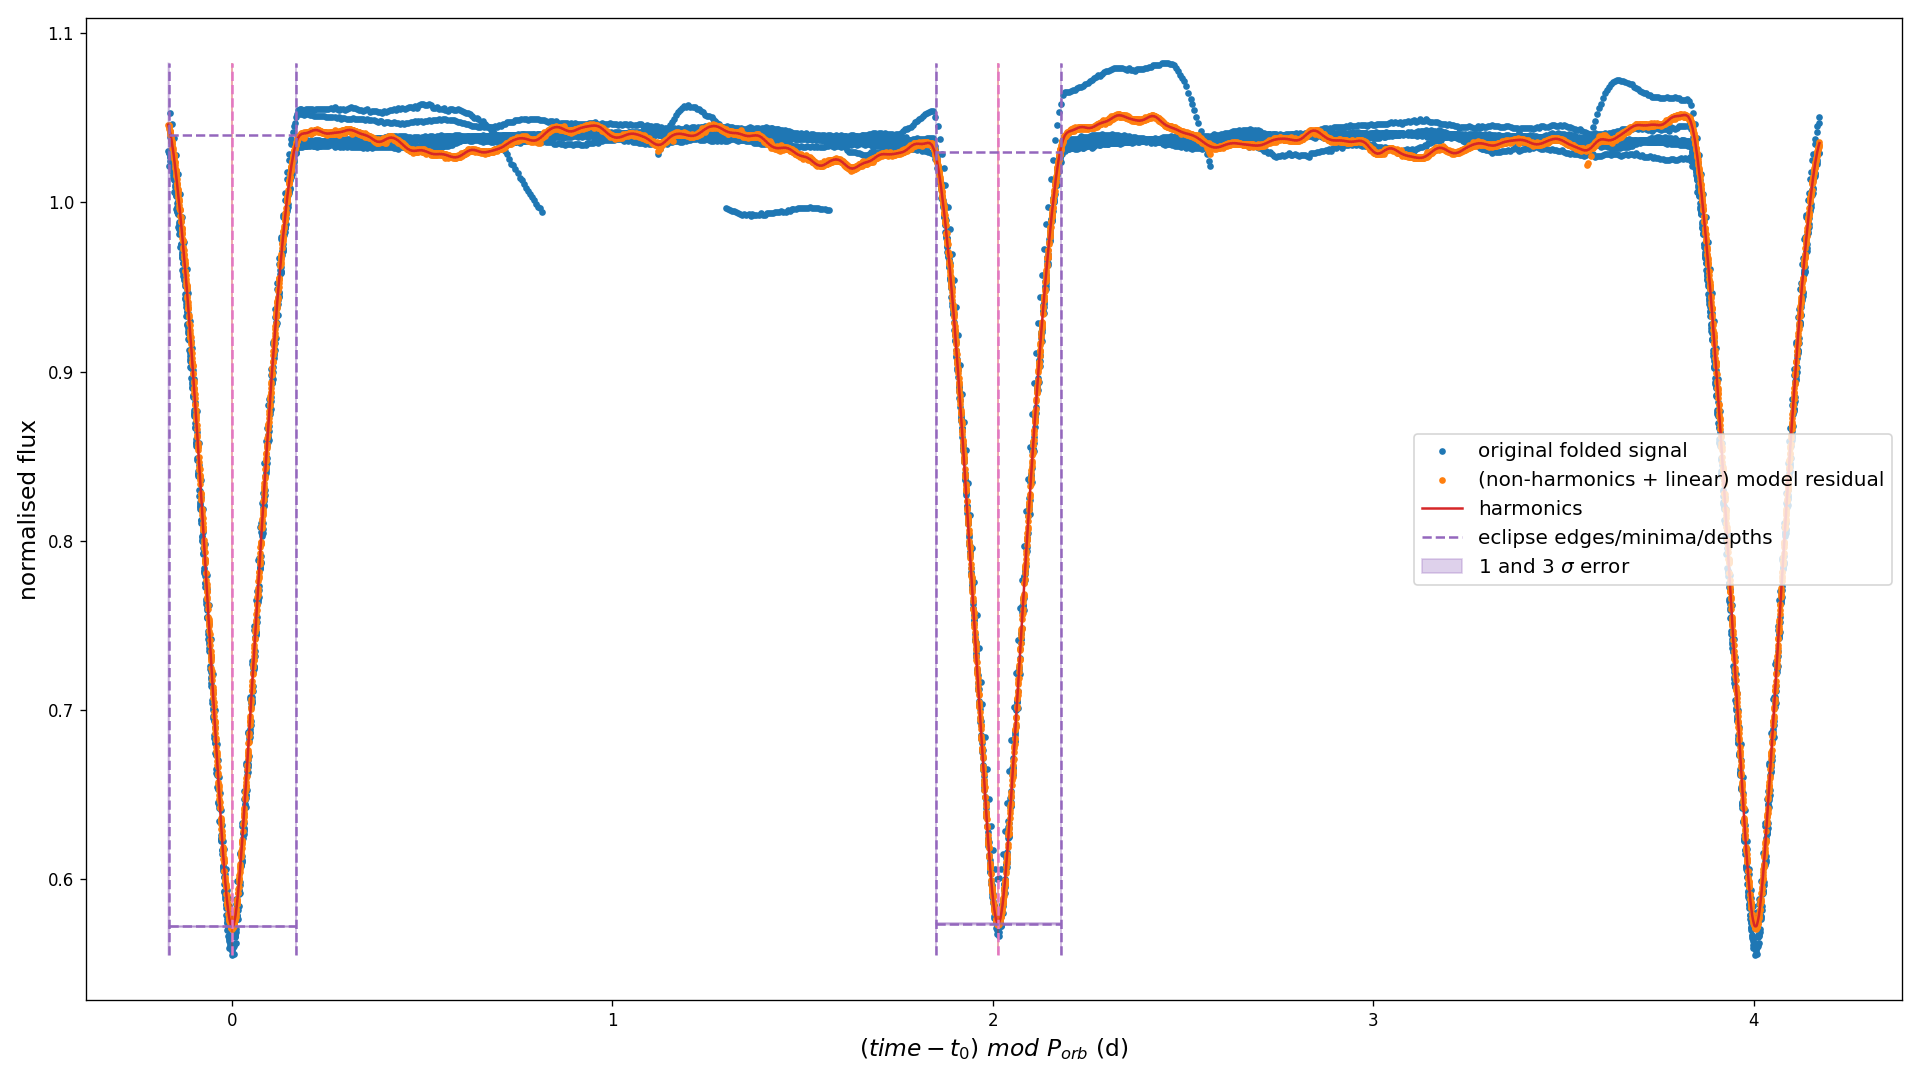 1.1
1.0
0.9
0.8
0.7
0.6
normalised flux
original folded signal
(non-harmonics + linear) model residual
harmonics
eclipse edges/minima/depths
1 and 3 σ error
0 1 2 3 4
(time − t₀) mod P_orb (d)